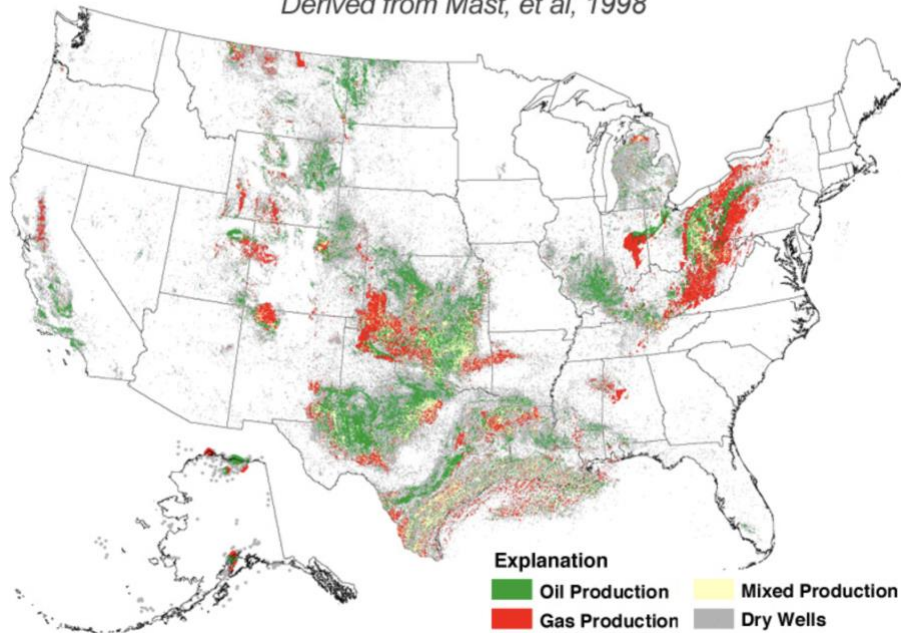 Derived from Mast, et al, 1998
Explanation
Oil Production
Mixed Production
Gas Production
Dry Wells